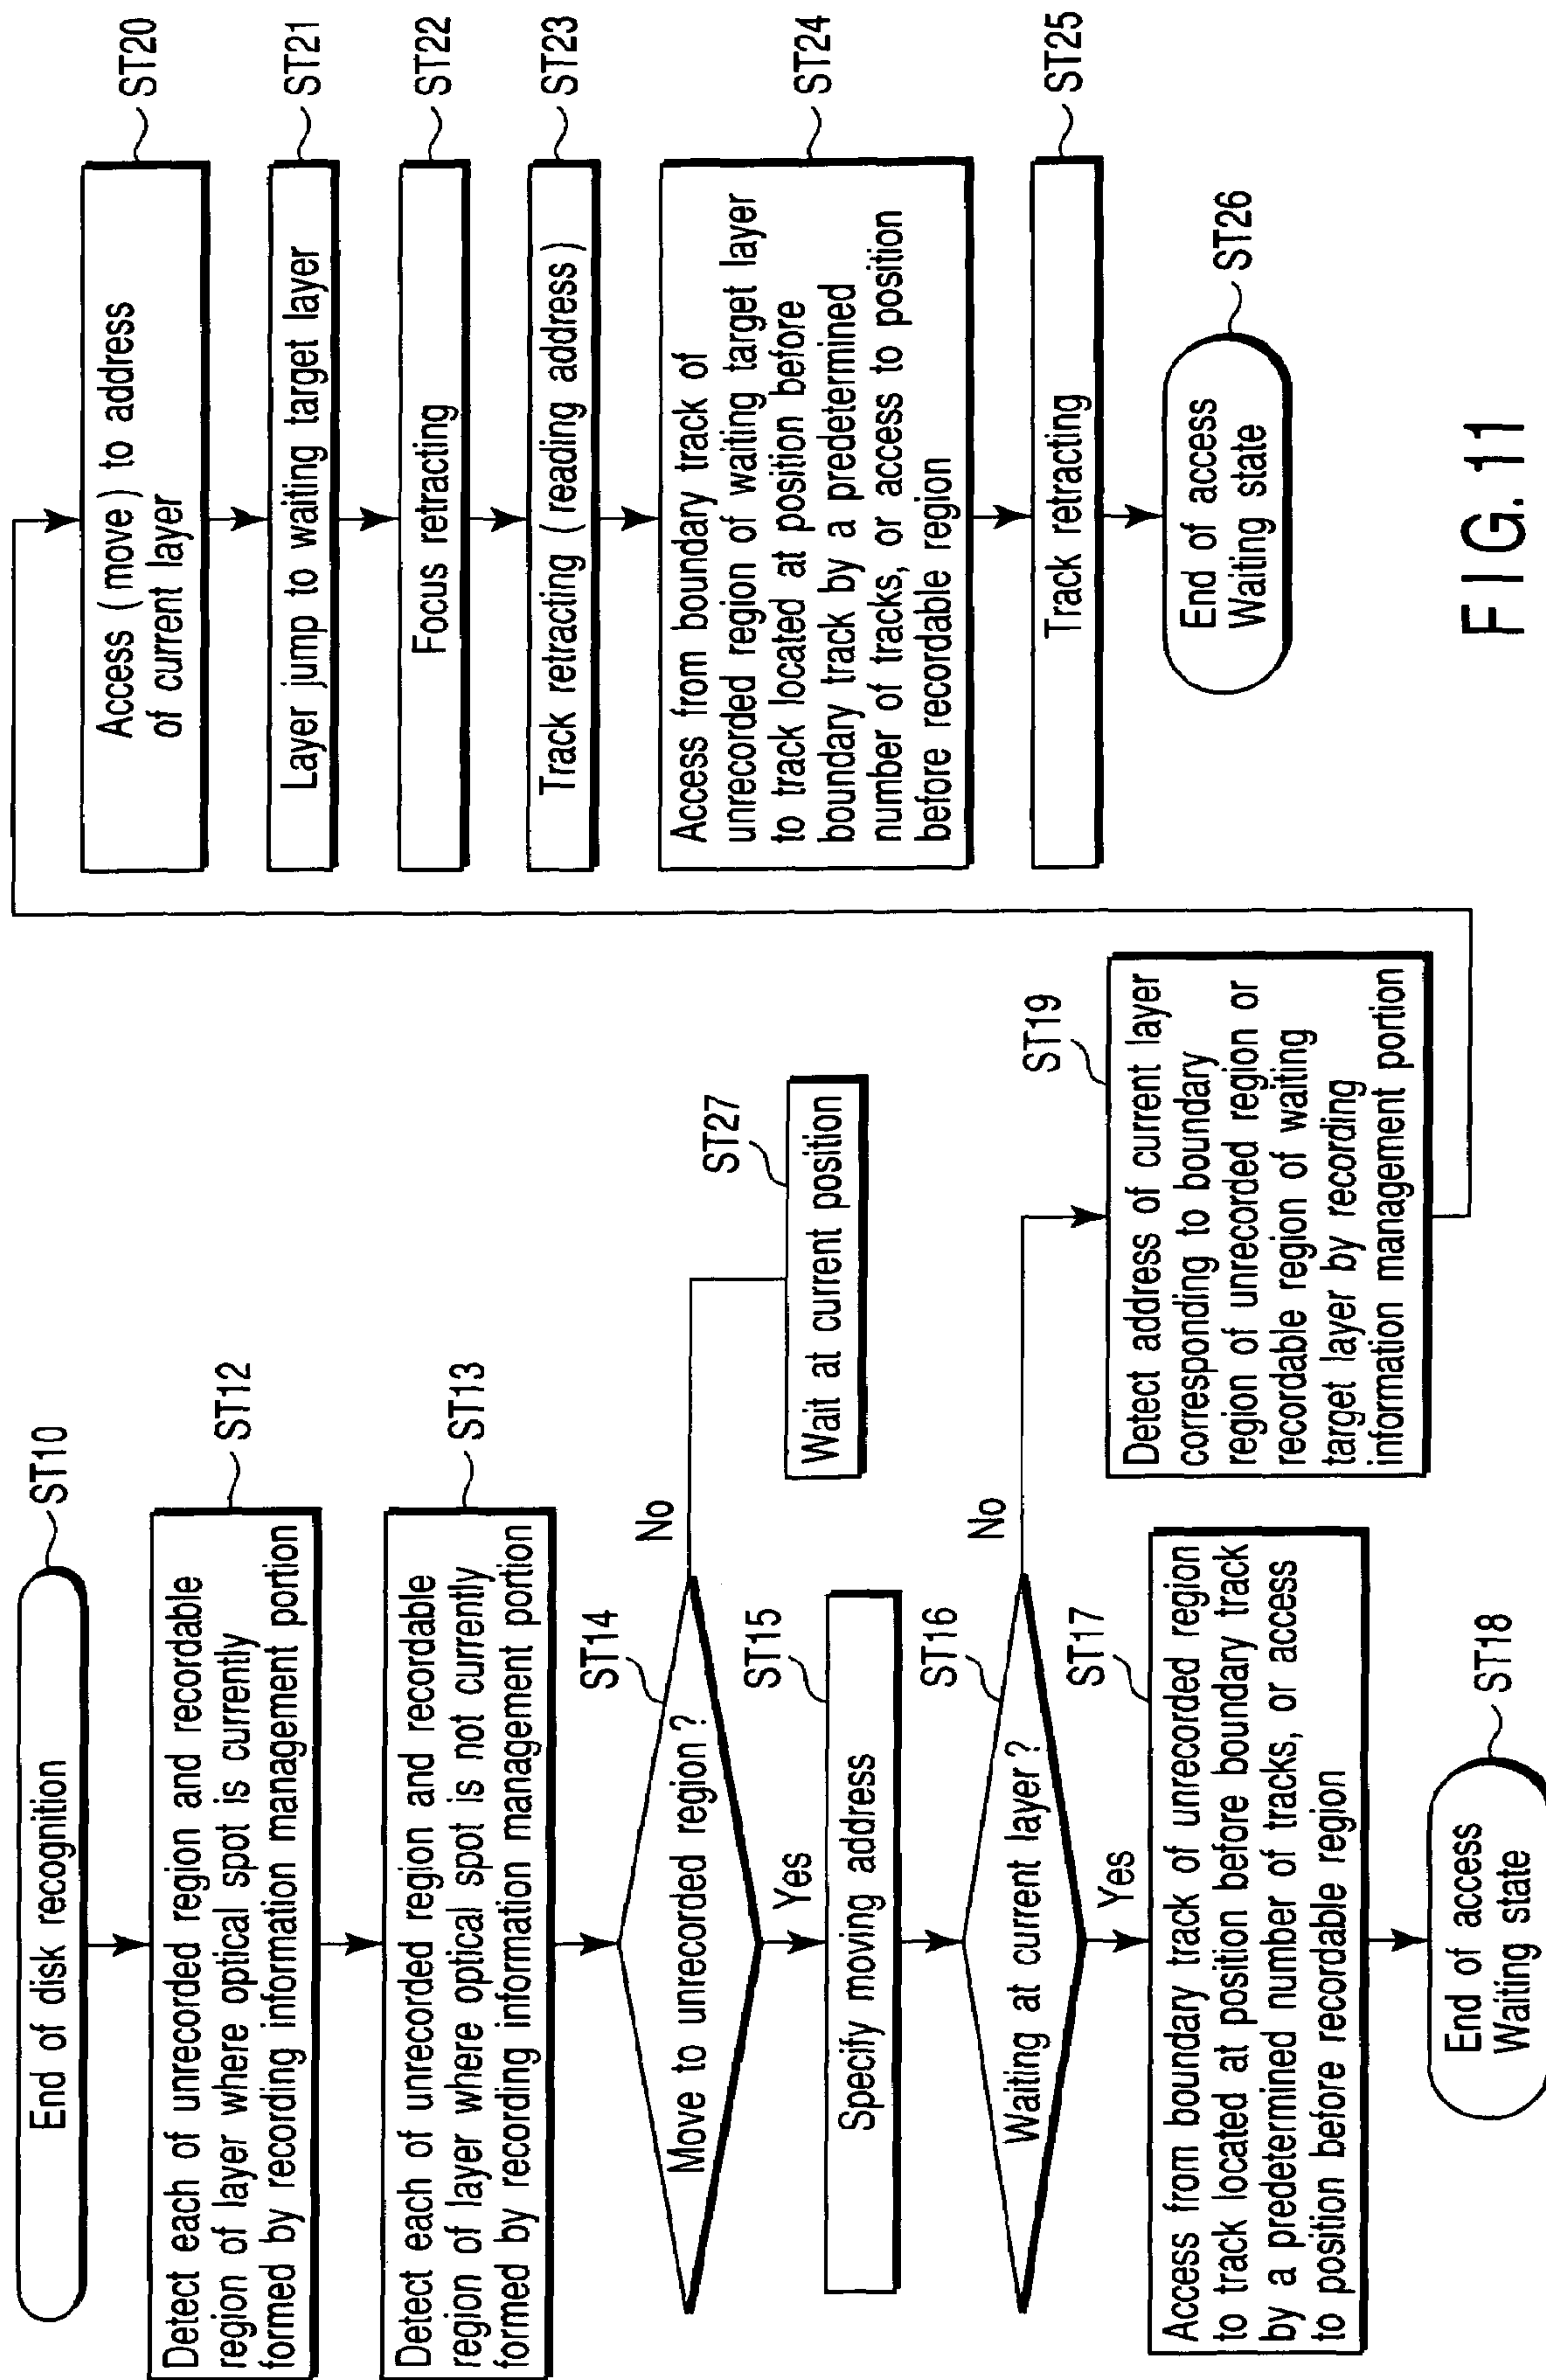 End of disk recognition
ST10
Detect each of unrecorded region and recordable
region of layer where optical spot is currently
formed by recording information management portion
ST12
Detect each of unrecorded region and recordable
region of layer where optical spot is not currently
formed by recording information management portion
ST13
Move to unrecorded region ?
ST14
No
Wait at current position
ST27
Yes
Specify moving address
ST15
Waiting at current layer ?
ST16
No
Yes
Access from boundary track of unrecorded region
to track located at position before boundary track
by a predetermined number of tracks, or access
to position before recordable region
ST17
End of access
Waiting state
ST18
Detect address of current layer
corresponding to boundary
region of unrecorded region or
recordable region of waiting
target layer by recording
information management portion
ST19
Access ( move ) to address
of current layer
ST20
Layer jump to waiting target layer
ST21
Focus retracting
ST22
Track retracting ( reading address )
ST23
Access from boundary track of
unrecorded region of waiting target layer
to track located at position before
boundary track by a predetermined
number of tracks, or access to position
before recordable region
ST24
Track retracting
ST25
End of access
Waiting state
ST26
FIG. 11